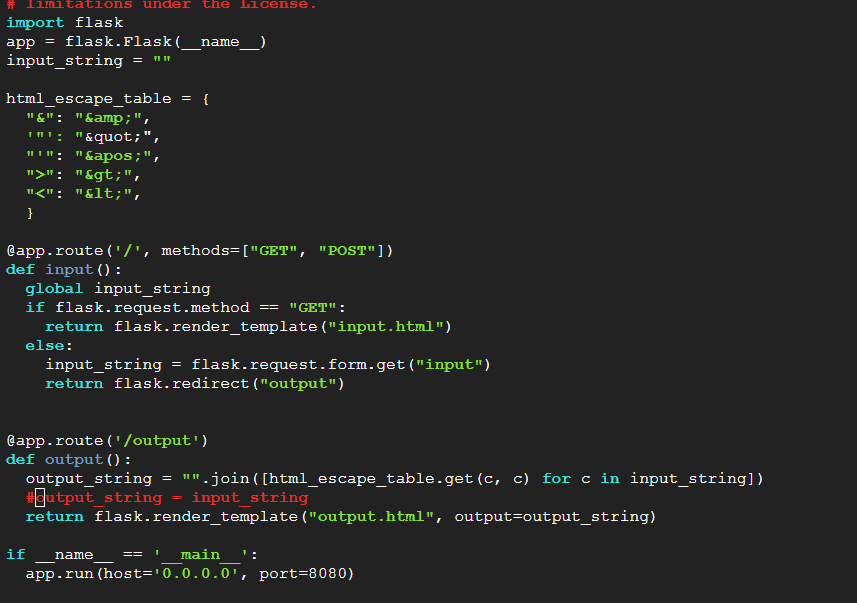 # limitations under the License.
import flask
app = flask.Flask(__name__)
input_string = ""
html_escape_table = {
"&": "&amp;",
'"': "&quot;",
"'": "&apos;",
">": "&gt;",
"<": "&lt;",
}
@app.route('/', methods=["GET", "POST"])
def input():
global input_string
if flask.request.method == "GET":
return flask.render_template("input.html")
else:
input_string = flask.request.form.get("input")
return flask.redirect("output")
@app.route('/output')
def output():
output_string = "".join([html_escape_table.get(c, c) for c in input_string])
#output_string = input_string
return flask.render_template("output.html", output=output_string)
if __name__ == '__main__':
app.run(host='0.0.0.0', port=8080)